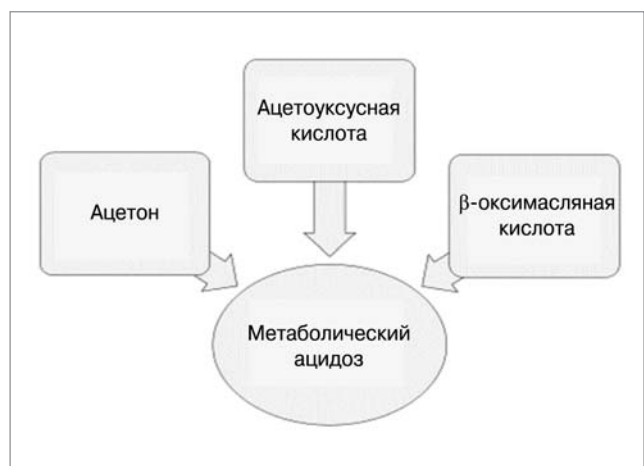 Ацетоуксусная
кислота
Ацетон
β-оксимасляная
кислота
Метаболический
ацидоз